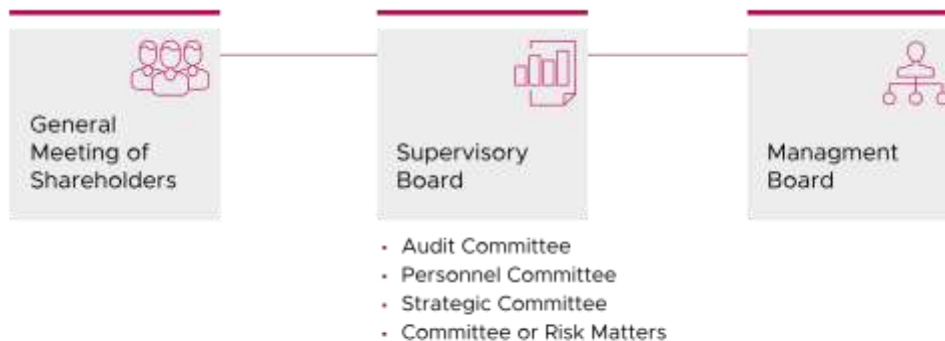 General
Meeting of
Shareholders
Supervisory
Board
Managment
Board
• Audit Committee
• Personnel Committee
• Strategic Committee
• Committee or Risk Matters